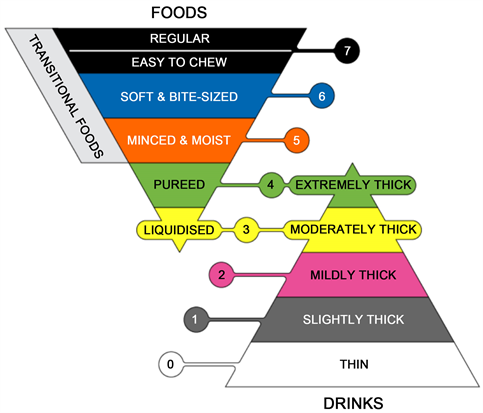 FOODS
REGULAR
7
EASY TO CHEW
TRANSITIONAL FOODS
SOFT & BITE-SIZED
6
MINCED & MOIST
5
PUREED
4
EXTREMELY THICK
LIQUIDISED
3
MODERATELY THICK
2
MILDLY THICK
1
SLIGHTLY THICK
0
THIN
DRINKS